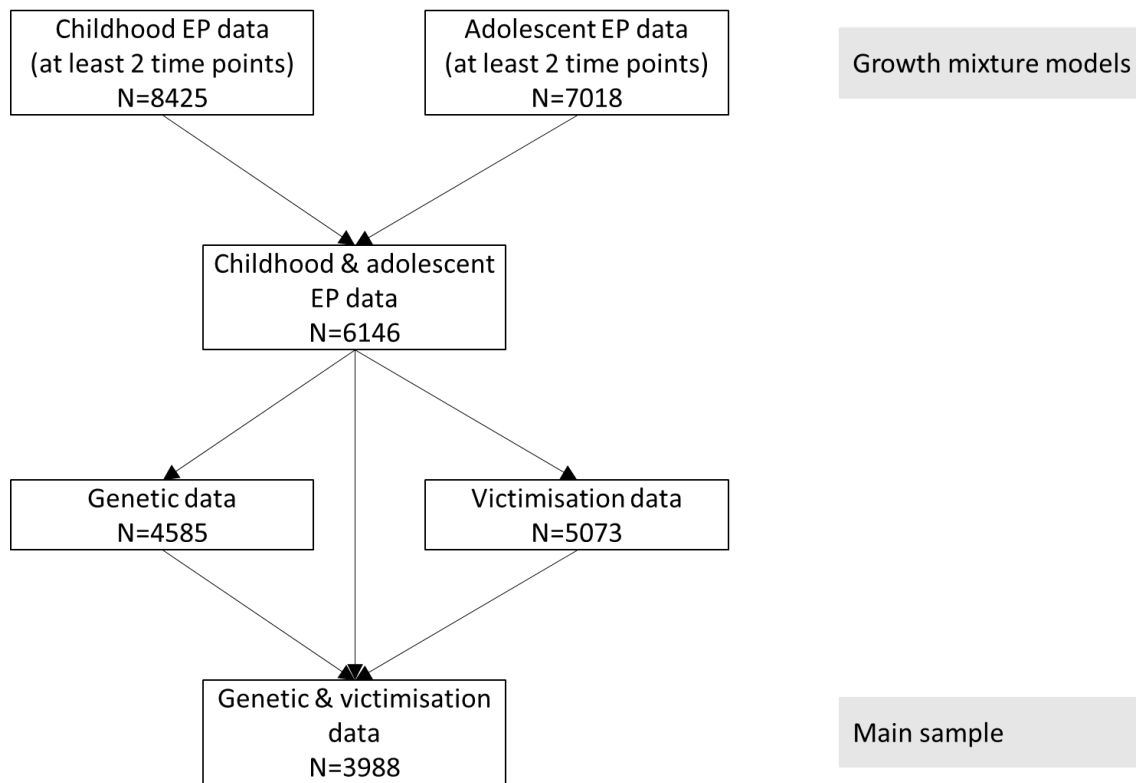 Childhood EP data
(at least 2 time points)
N=8425
Adolescent EP data
(at least 2 time points)
N=7018
Growth mixture models
Childhood & adolescent
EP data
N=6146
Genetic data
N=4585
Victimisation data
N=5073
Genetic & victimisation
data
N=3988
Main sample